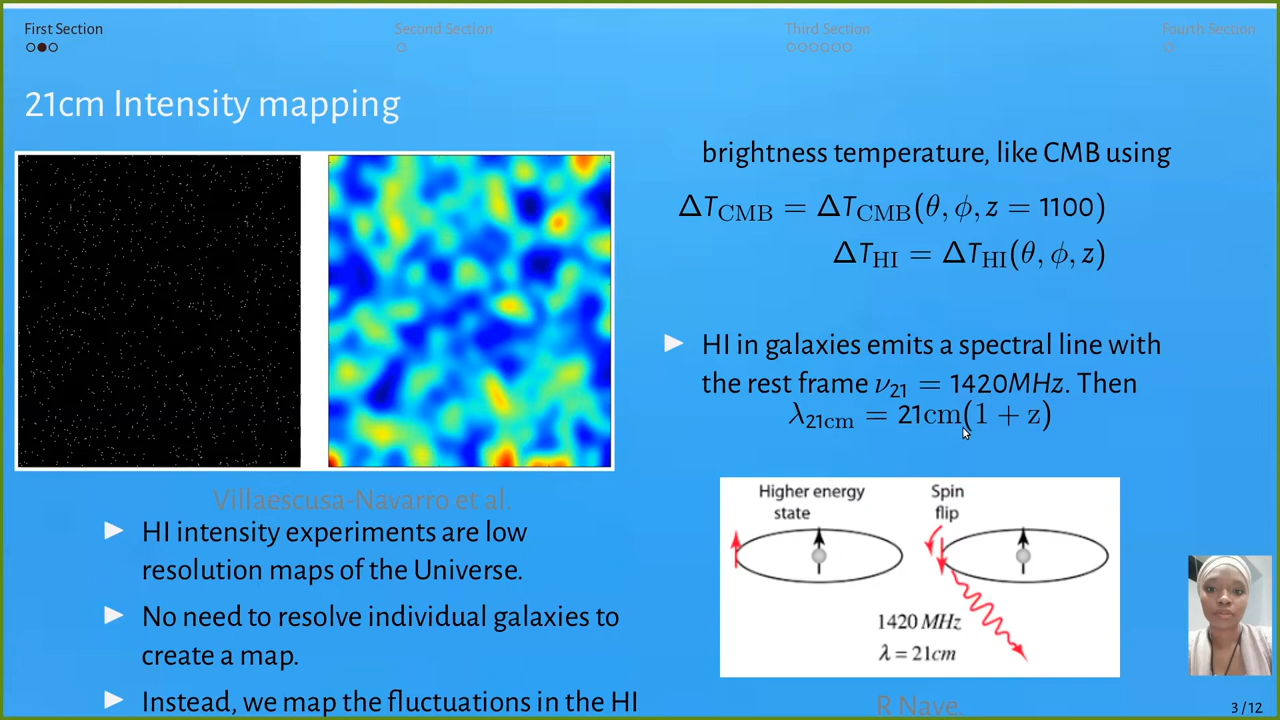 First Section
Second Section
Third Section
Fourth Section
21cm Intensity mapping
Villaescusa-Navarro et al.
▶ HI intensity experiments are low
resolution maps of the Universe.
▶ No need to resolve individual galaxies to
create a map.
▶ Instead, we map the fluctuations in the HI
brightness temperature, like CMB using
ΔT_CMB = ΔT_CMB(θ, ϕ, z = 1100)
ΔT_HI = ΔT_HI(θ, ϕ, z)
▶ HI in galaxies emits a spectral line with
the rest frame ν₂₁ = 1420MHz. Then
λ_21cm = 21cm(1 + z)
Higher energy
state
Spin
flip
1420 MHz
λ = 21cm
R Nave.
3 / 12